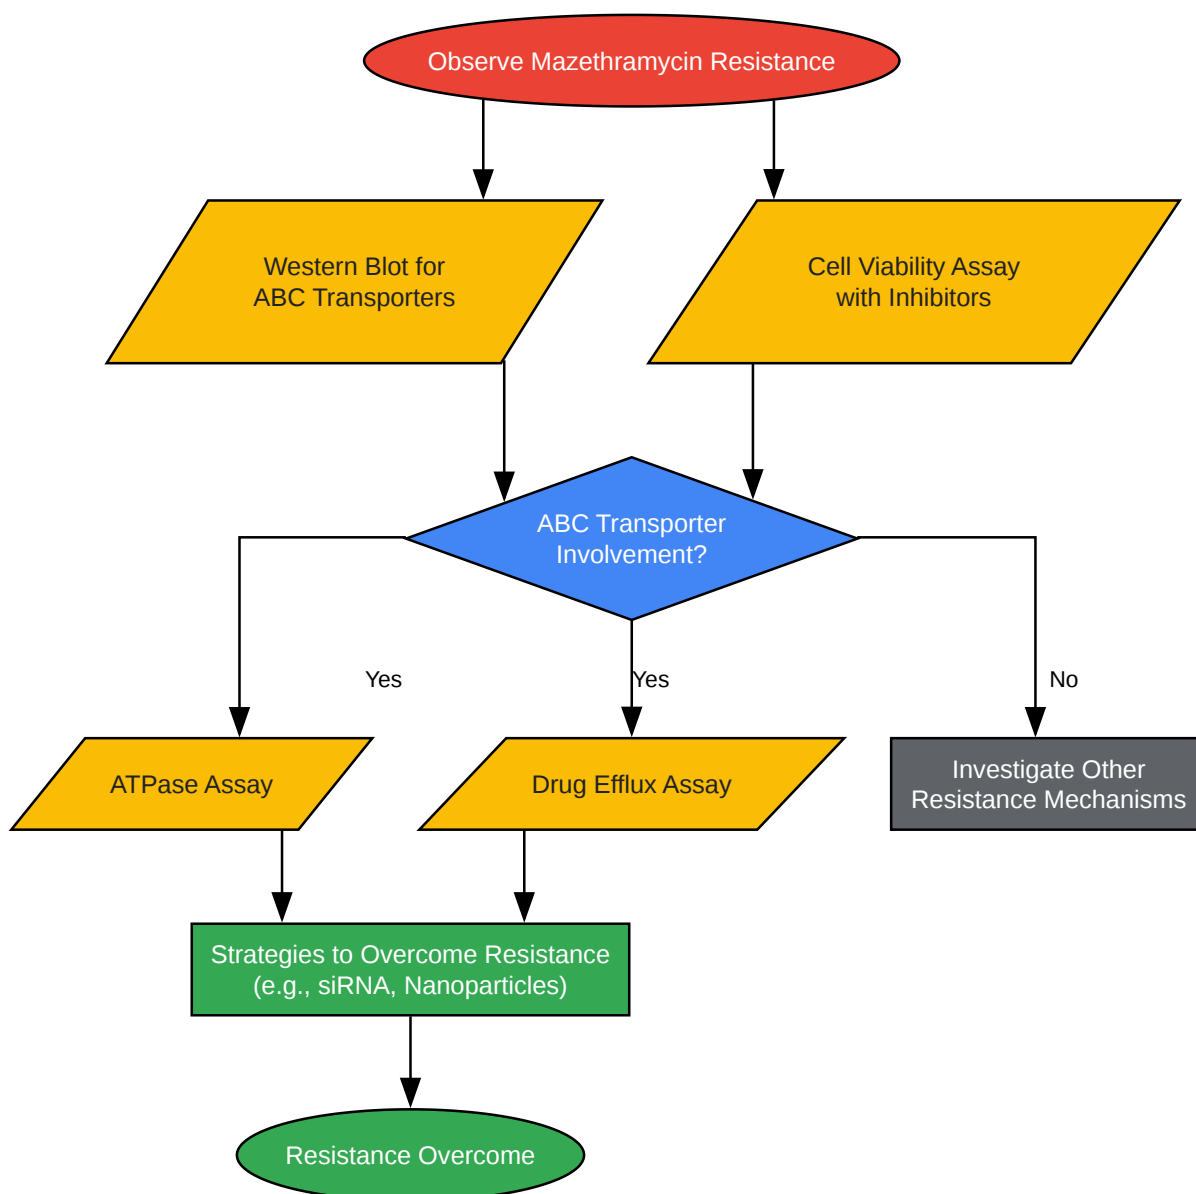 Observe Mazethramycin Resistance
Western Blot for
ABC Transporters
Cell Viability Assay
with Inhibitors
ABC Transporter
Involvement?
Yes
Yes
No
ATPase Assay
Drug Efflux Assay
Investigate Other
Resistance Mechanisms
Strategies to Overcome Resistance
(e.g., siRNA, Nanoparticles)
Resistance Overcome